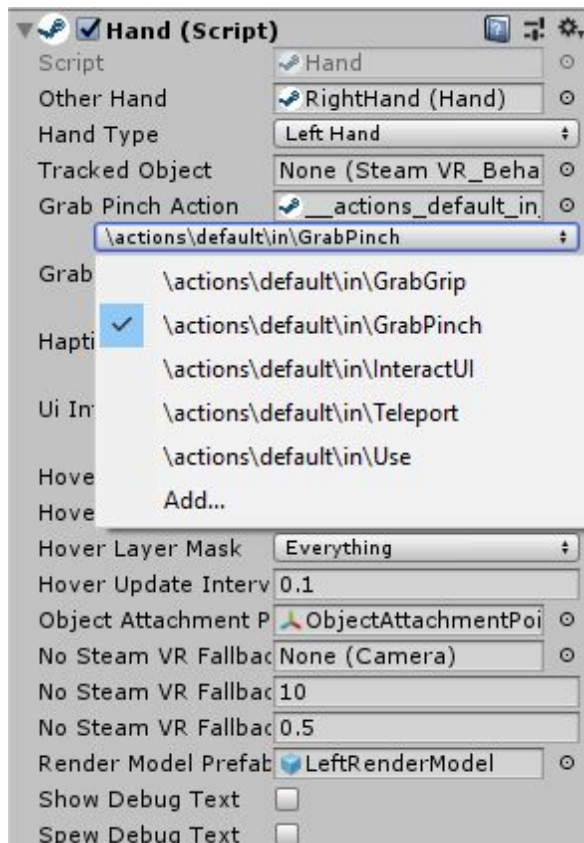 Hand (Script)
Script Hand
Other Hand RightHand (Hand)
Hand Type Left Hand
Tracked Object None (Steam VR_Beha
Grab Pinch Action __actions_default_in_
\actions\default\in\GrabPinch
Grab
\actions\default\in\GrabGrip
\actions\default\in\GrabPinch
Hapti
\actions\default\in\InteractUI
Ui In
\actions\default\in\Teleport
\actions\default\in\Use
Hove
Add...
Hove
Hover Layer Mask Everything
Hover Update Interv 0.1
Object Attachment P ObjectAttachmentPoi
No Steam VR Fallbac None (Camera)
No Steam VR Fallbac 10
No Steam VR Fallbac 0.5
Render Model Prefab LeftRenderModel
Show Debug Text
Spew Debug Text